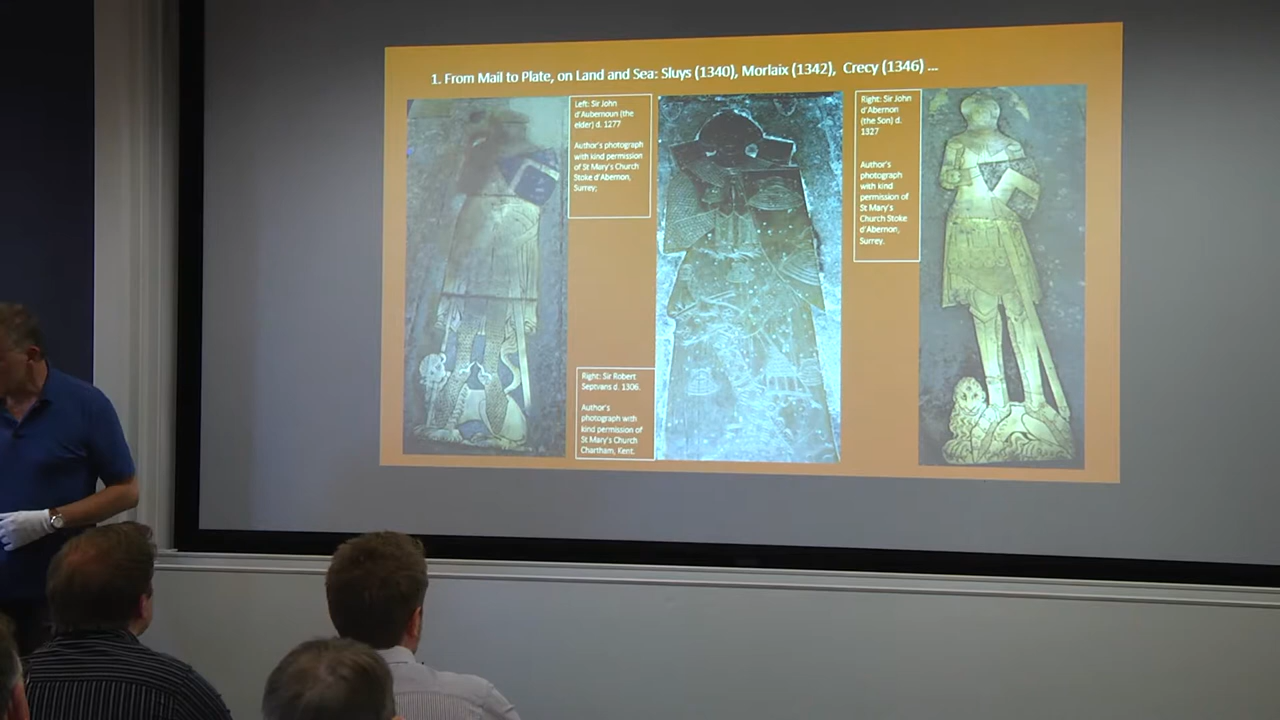 1. From Mail to Plate, on Land and Sea: Sluys (1340), Morlaix (1342), Crecy (1346) ...
Left: Sir John
d'Aubernoun (the
elder) d. 1277
Author's photograph
with kind permission
of St Mary's Church
Stoke d'Abernon,
Surrey;
Right: Sir Robert
Septvans d. 1306.
Author's
photograph with
kind permission of
St Mary's Church
Chartham, Kent.
Right: Sir John
d'Abernon
(the Son) d.
1327
Author's
photograph
with kind
permission of
St Mary's
Church Stoke
d'Abernon,
Surrey.